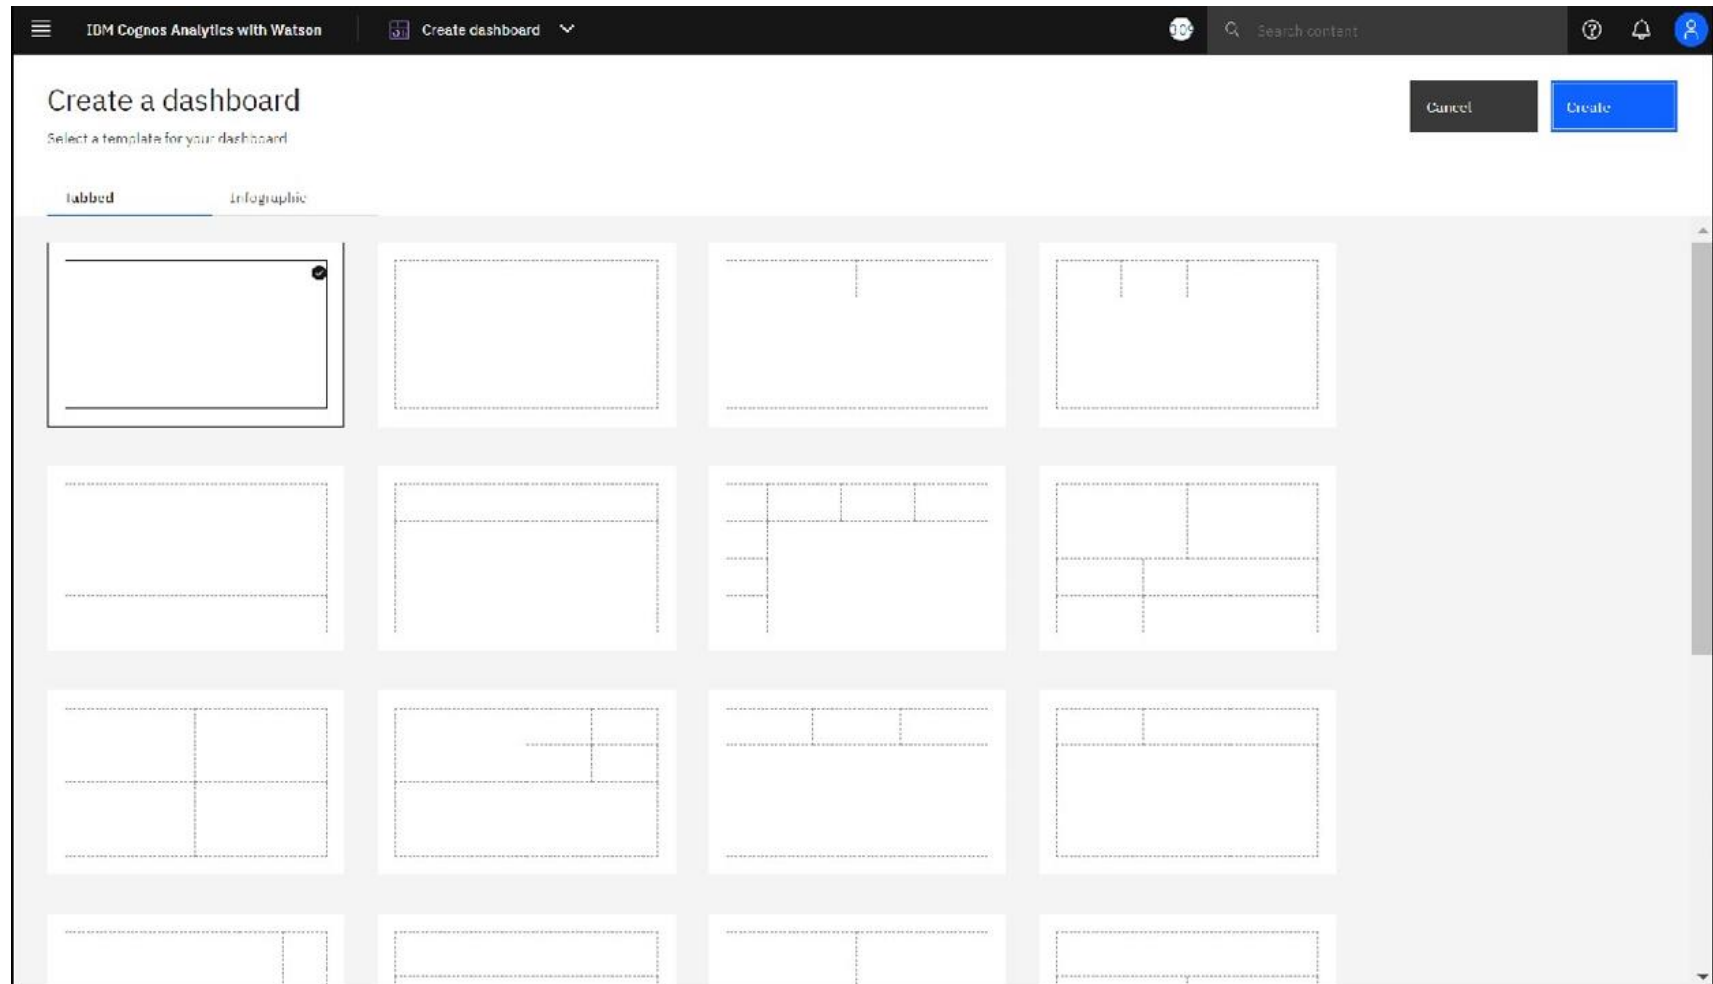 IBM Cognos Analytics with Watson
Create dashboard
Search content
Create a dashboard
Cancel
Create
Select a template for your dashboard
Tabbed
Infographic